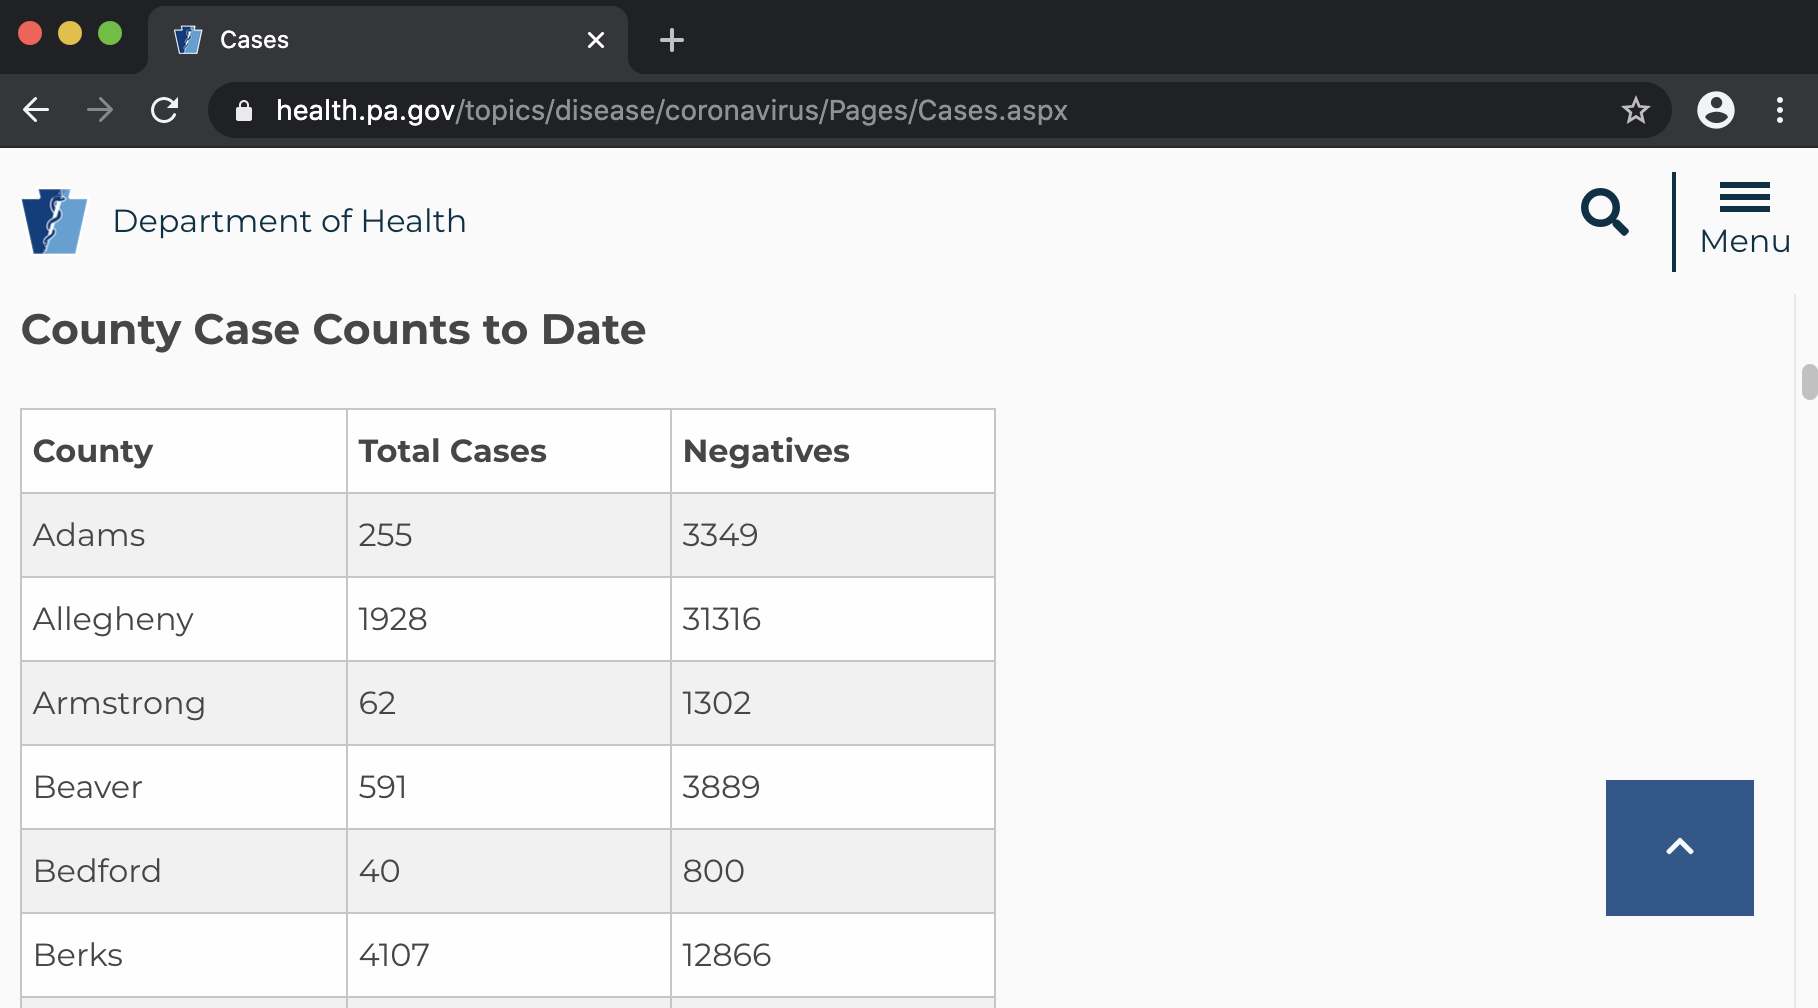 Cases
health.pa.gov/topics/disease/coronavirus/Pages/Cases.aspx
Department of Health
Menu
County Case Counts to Date
County Total Cases Negatives
Adams 255 3349
Allegheny 1928 31316
Armstrong 62 1302
Beaver 591 3889
Bedford 40 800
Berks 4107 12866